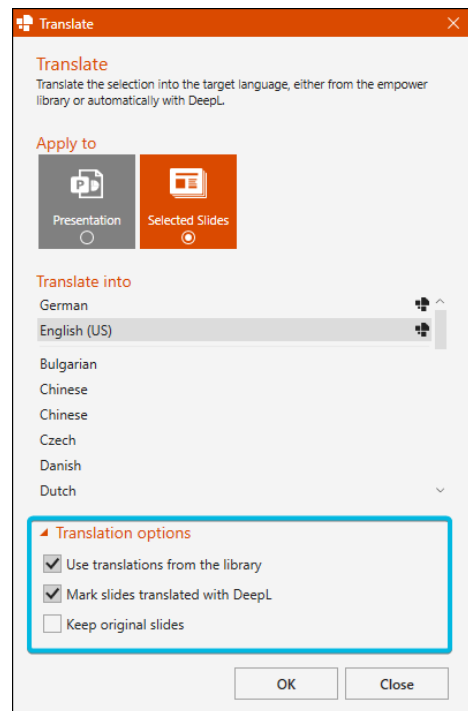 Translate
Translate
Translate the selection into the target language, either from the empower
library or automatically with DeepL.
Apply to
Presentation
Selected Slides
Translate into
German
English (US)
Bulgarian
Chinese
Chinese
Czech
Danish
Dutch
Translation options
Use translations from the library
Mark slides translated with DeepL
Keep original slides
OK
Close